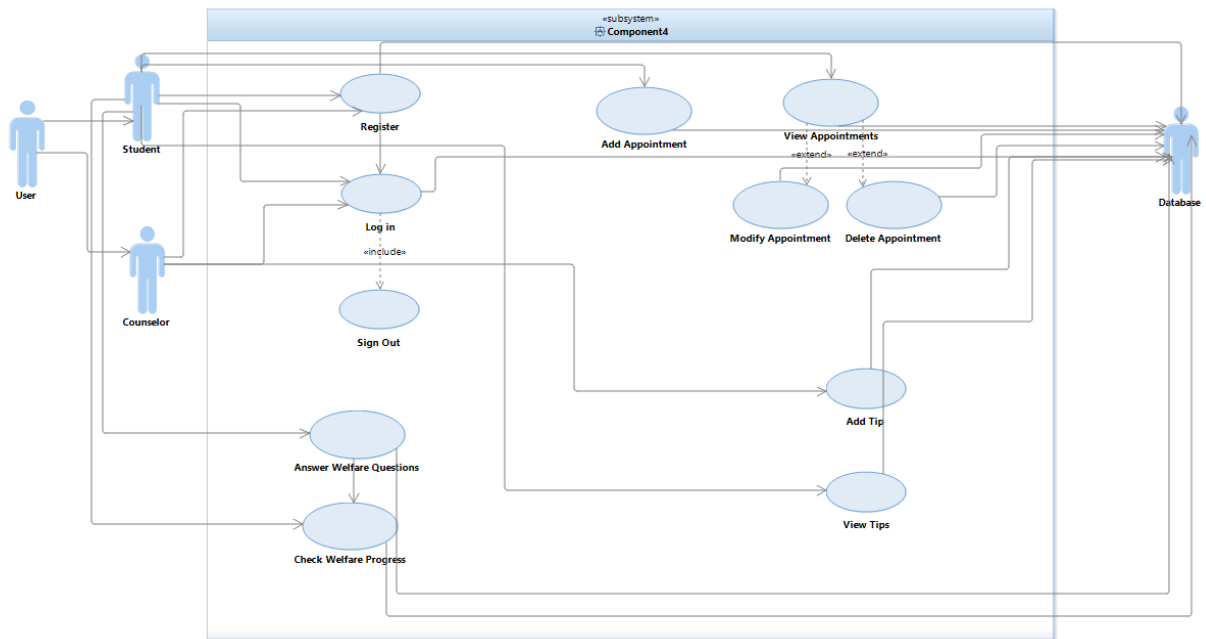 «subsystem»
Component4
Student
User
Counselor
Register
Add Appointment
View Appointments
«extend»
«extend»
Database
Log in
Modify Appointment
Delete Appointment
«include»
Sign Out
Add Tip
Answer Welfare Questions
View Tips
Check Welfare Progress